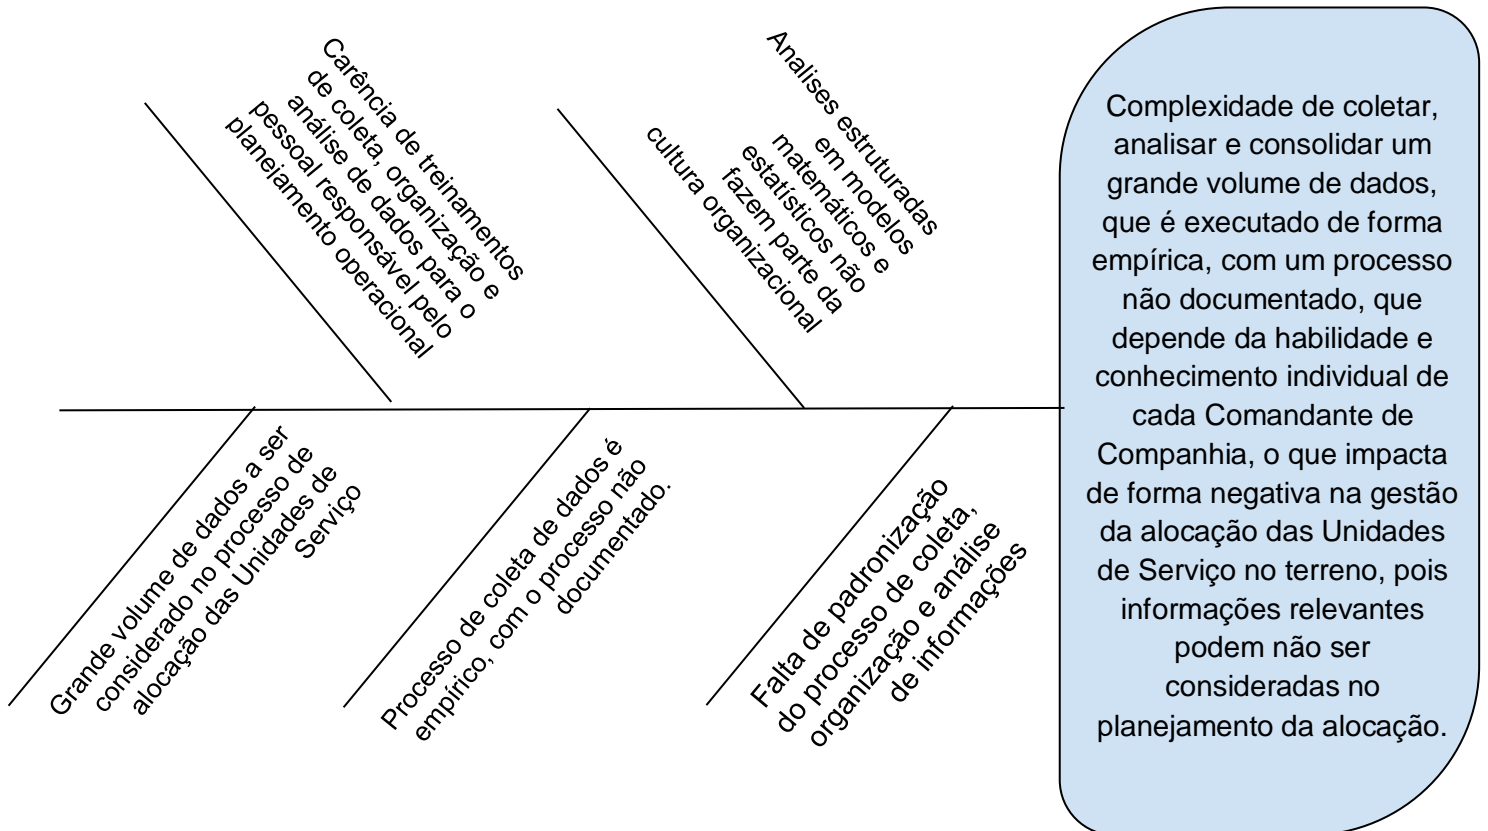 Carência de treinamentos
de coleta, organização e
análise de dados para o
pessoal responsável pelo
planejamento operacional
Analises estruturadas
em modelos
matemáticos e
estatísticos não
fazem parte da
cultura organizacional
Grande volume de dados a ser
considerado no processo de
alocação das Unidades de
Serviço
Processo de coleta de dados é
empírico, com o processo não
documentado.
Falta de padronização
do processo de coleta,
organização e análise
de informações
Complexidade de coletar,
analisar e consolidar um
grande volume de dados,
que é executado de forma
empírica, com um processo
não documentado, que
depende da habilidade e
conhecimento individual de
cada Comandante de
Companhia, o que impacta
de forma negativa na gestão
da alocação das Unidades
de Serviço no terreno, pois
informações relevantes
podem não ser
consideradas no
planejamento da alocação.